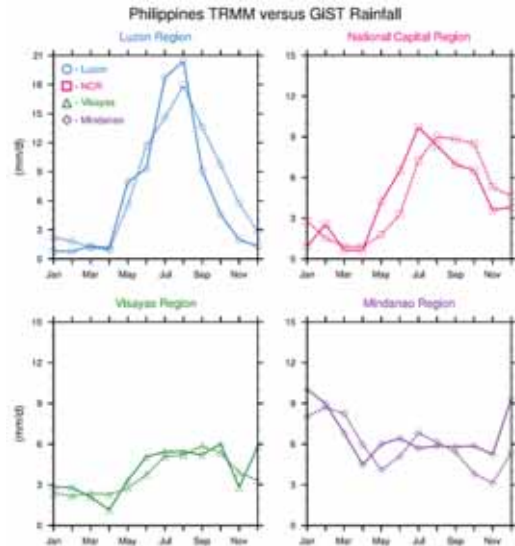 Philippines TRMM versus GiST Rainfall
Luzon Region
National Capital Region
21
18
15
12
9
6
3
0
(mm/d)
- Luzon
- NCR
- Visayas
- Mindanao
Jan Mar May Jul Sep Nov
15
12
9
6
3
0
Jan Mar May Jul Sep Nov
Visayas Region
Mindanao Region
15
12
9
6
3
0
(mm/d)
Jan Mar May Jul Sep Nov
15
12
9
6
3
0
Jan Mar May Jul Sep Nov